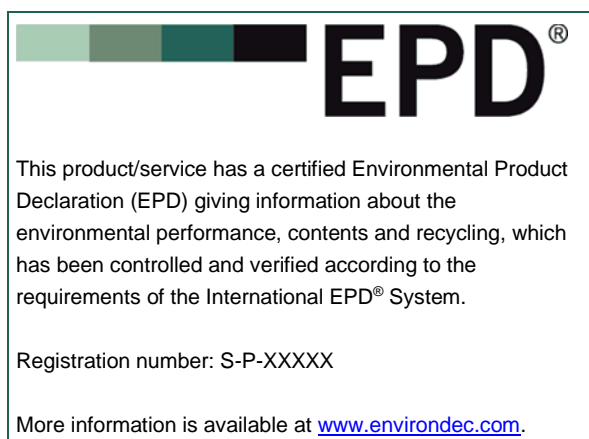 EPD®
This product/service has a certified Environmental Product
Declaration (EPD) giving information about the
environmental performance, contents and recycling, which
has been controlled and verified according to the
requirements of the International EPD® System.
Registration number: S-P-XXXXX
More information is available at www.environdec.com.